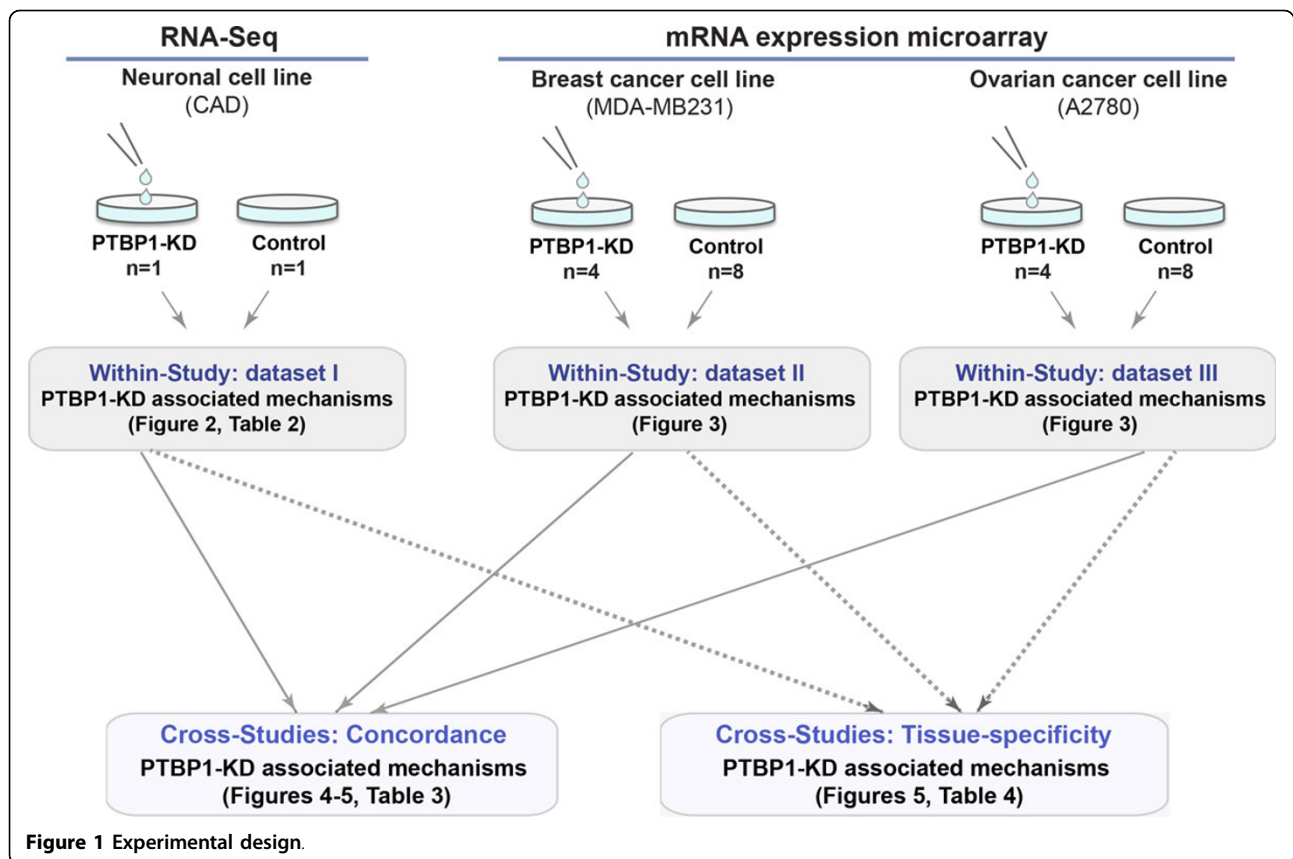 RNA-Seq
mRNA expression microarray
Neuronal cell line
(CAD)
Breast cancer cell line
(MDA-MB231)
Ovarian cancer cell line
(A2780)
PTBP1-KD
n=1
Control
n=1
PTBP1-KD
n=4
Control
n=8
PTBP1-KD
n=4
Control
n=8
Within-Study: dataset I
PTBP1-KD associated mechanisms
(Figure 2, Table 2)
Within-Study: dataset II
PTBP1-KD associated mechanisms
(Figure 3)
Within-Study: dataset III
PTBP1-KD associated mechanisms
(Figure 3)
Cross-Studies: Concordance
PTBP1-KD associated mechanisms
(Figures 4-5, Table 3)
Cross-Studies: Tissue-specificity
PTBP1-KD associated mechanisms
(Figures 5, Table 4)
Figure 1 Experimental design.